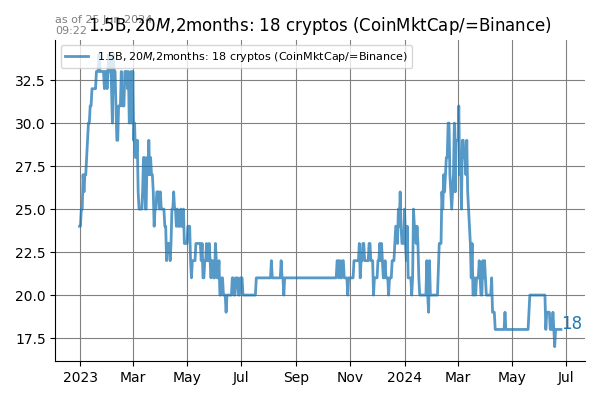 as of 25 Jun 2024
09:22
1.5B, 20M, 2months: 18 cryptos (CoinMktCap/=Binance)
1.5B, 20M, 2months: 18 cryptos (CoinMktCap/=Binance)
32.5
30.0
27.5
25.0
22.5
20.0
17.5
18
2023 Mar May Jul Sep Nov 2024 Mar May Jul